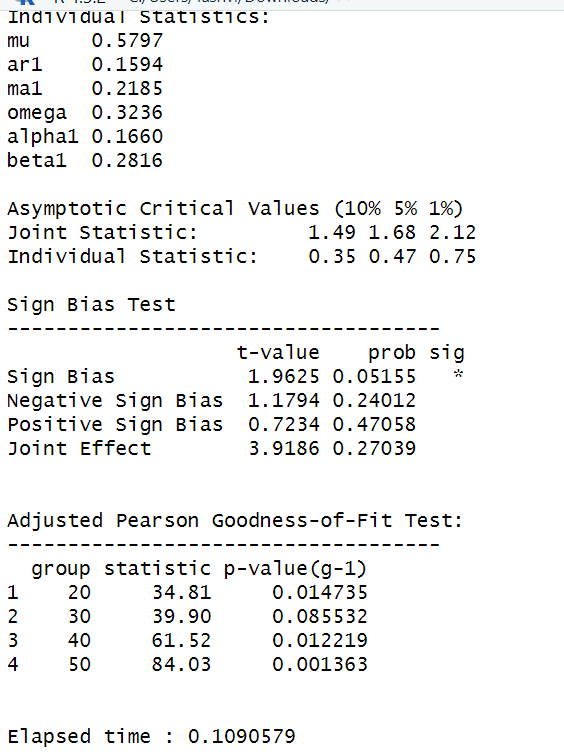 Individual Statistics:
mu     0.5797
ar1    0.1594
ma1    0.2185
omega  0.3236
alpha1 0.1660
beta1  0.2816
Asymptotic Critical Values (10% 5% 1%)
Joint Statistic:         1.49 1.68 2.12
Individual Statistic:    0.35 0.47 0.75
Sign Bias Test
------------------------------------
                   t-value    prob sig
Sign Bias           1.9625 0.05155   *
Negative Sign Bias  1.1794 0.24012
Positive Sign Bias  0.7234 0.47058
Joint Effect        3.9186 0.27039
Adjusted Pearson Goodness-of-Fit Test:
------------------------------------
  group statistic p-value(g-1)
1    20     34.81     0.014735
2    30     39.90     0.085532
3    40     61.52     0.012219
4    50     84.03     0.001363
Elapsed time : 0.1090579